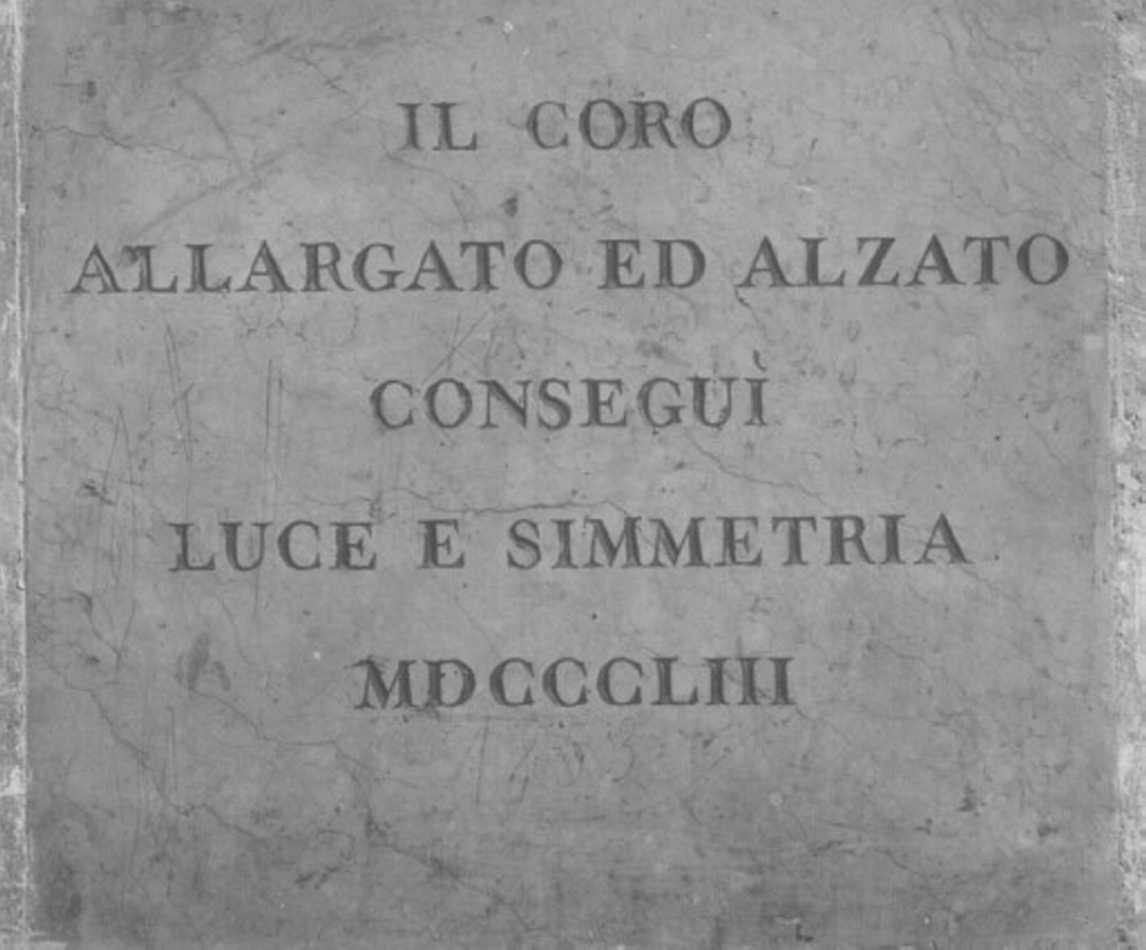 IL CORO
ALLARGATO ED ALZATO
CONSEGUÌ
LUCE E SIMMETRIA
MDCCCLIII